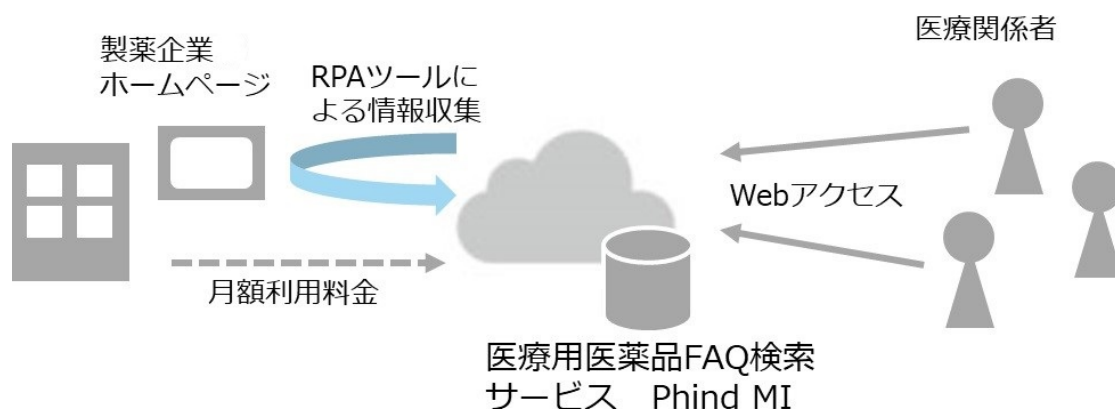 製薬企業
ホームページ
RPAツールに
よる情報収集
月額利用料金
医療関係者
Webアクセス
医療用医薬品FAQ検索
サービス　Phind MI